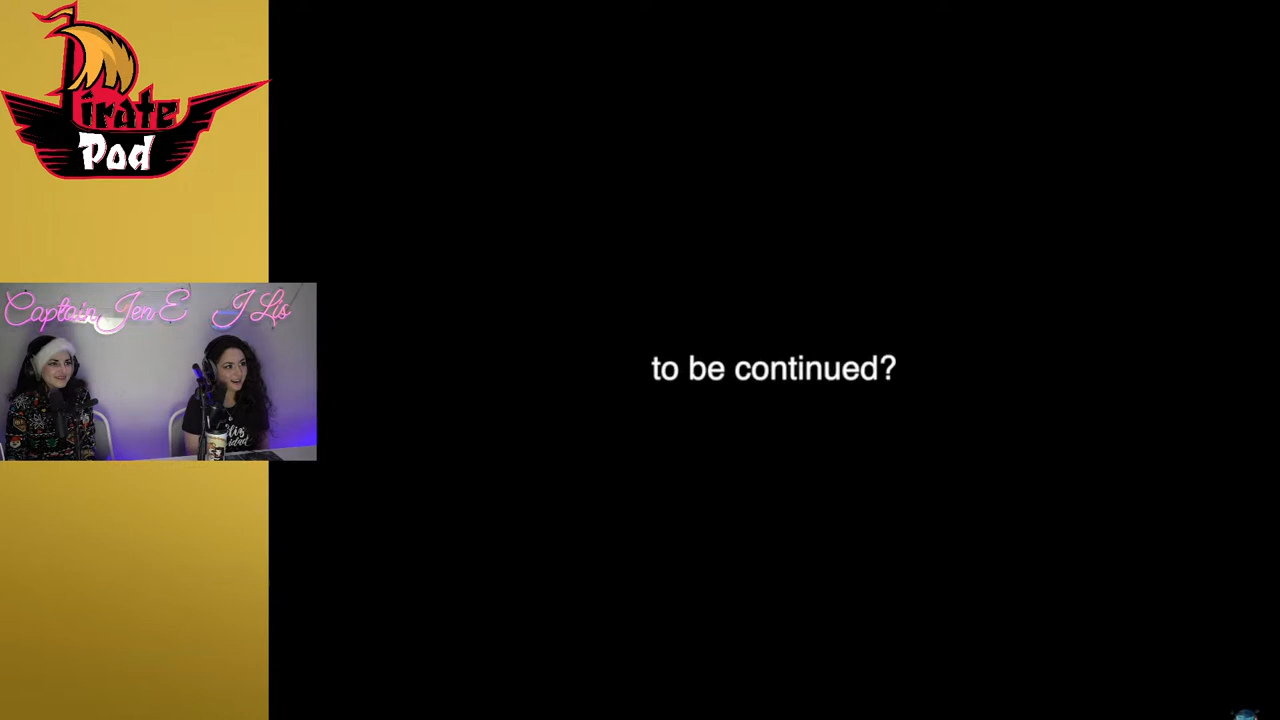 Pirate
Pod
Captain Jen E
J Lis
to be continued?